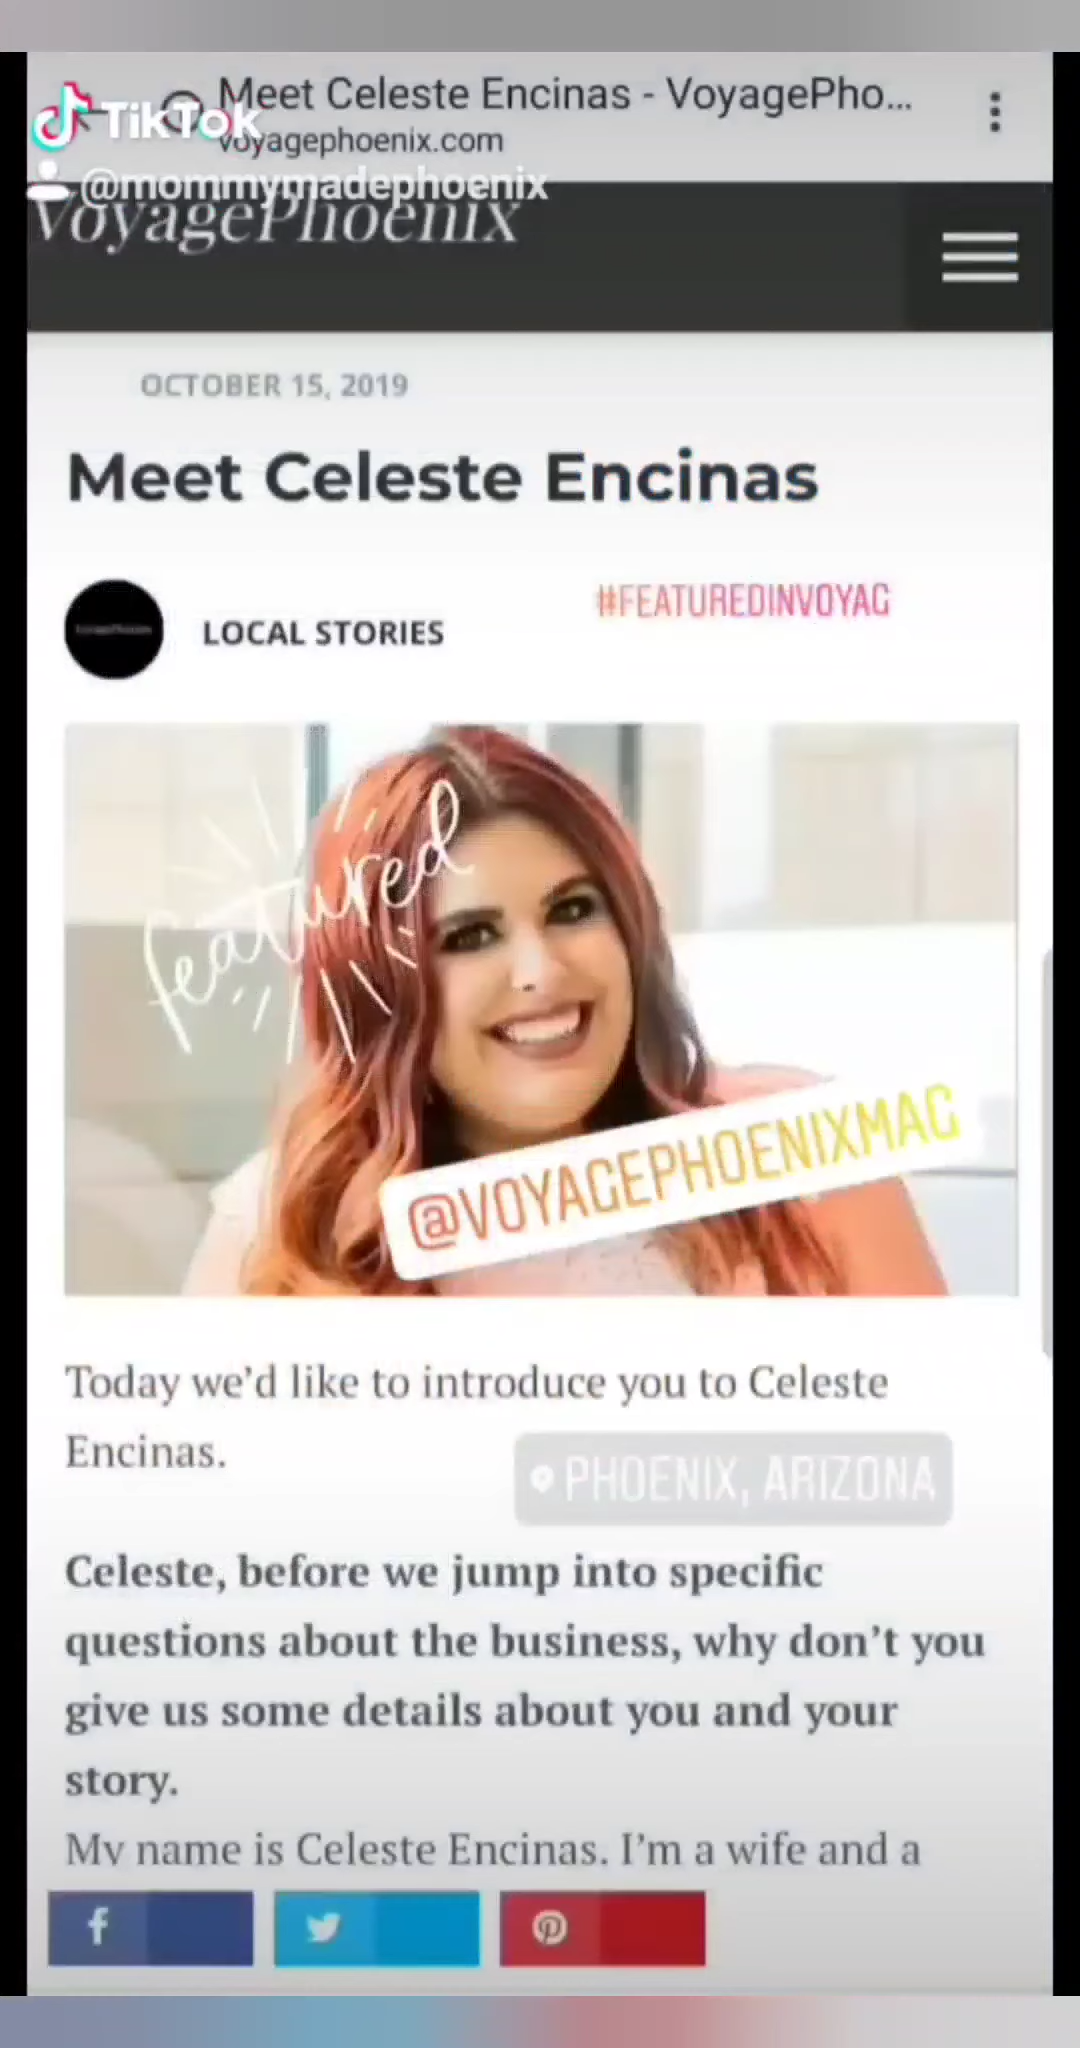 Meet Celeste Encinas - VoyagePho...
TikTok
voyagephoenix.com
@mommymadephoenix
VoyagePhoenix
OCTOBER 15, 2019
Meet Celeste Encinas
#FEATUREDINVOYAG
LOCAL STORIES
featured
@VOYAGEPHOENIXMAG
Today we'd like to introduce you to Celeste
Encinas.
PHOENIX, ARIZONA
Celeste, before we jump into specific
questions about the business, why don't you
give us some details about you and your
story.
My name is Celeste Encinas. I'm a wife and a